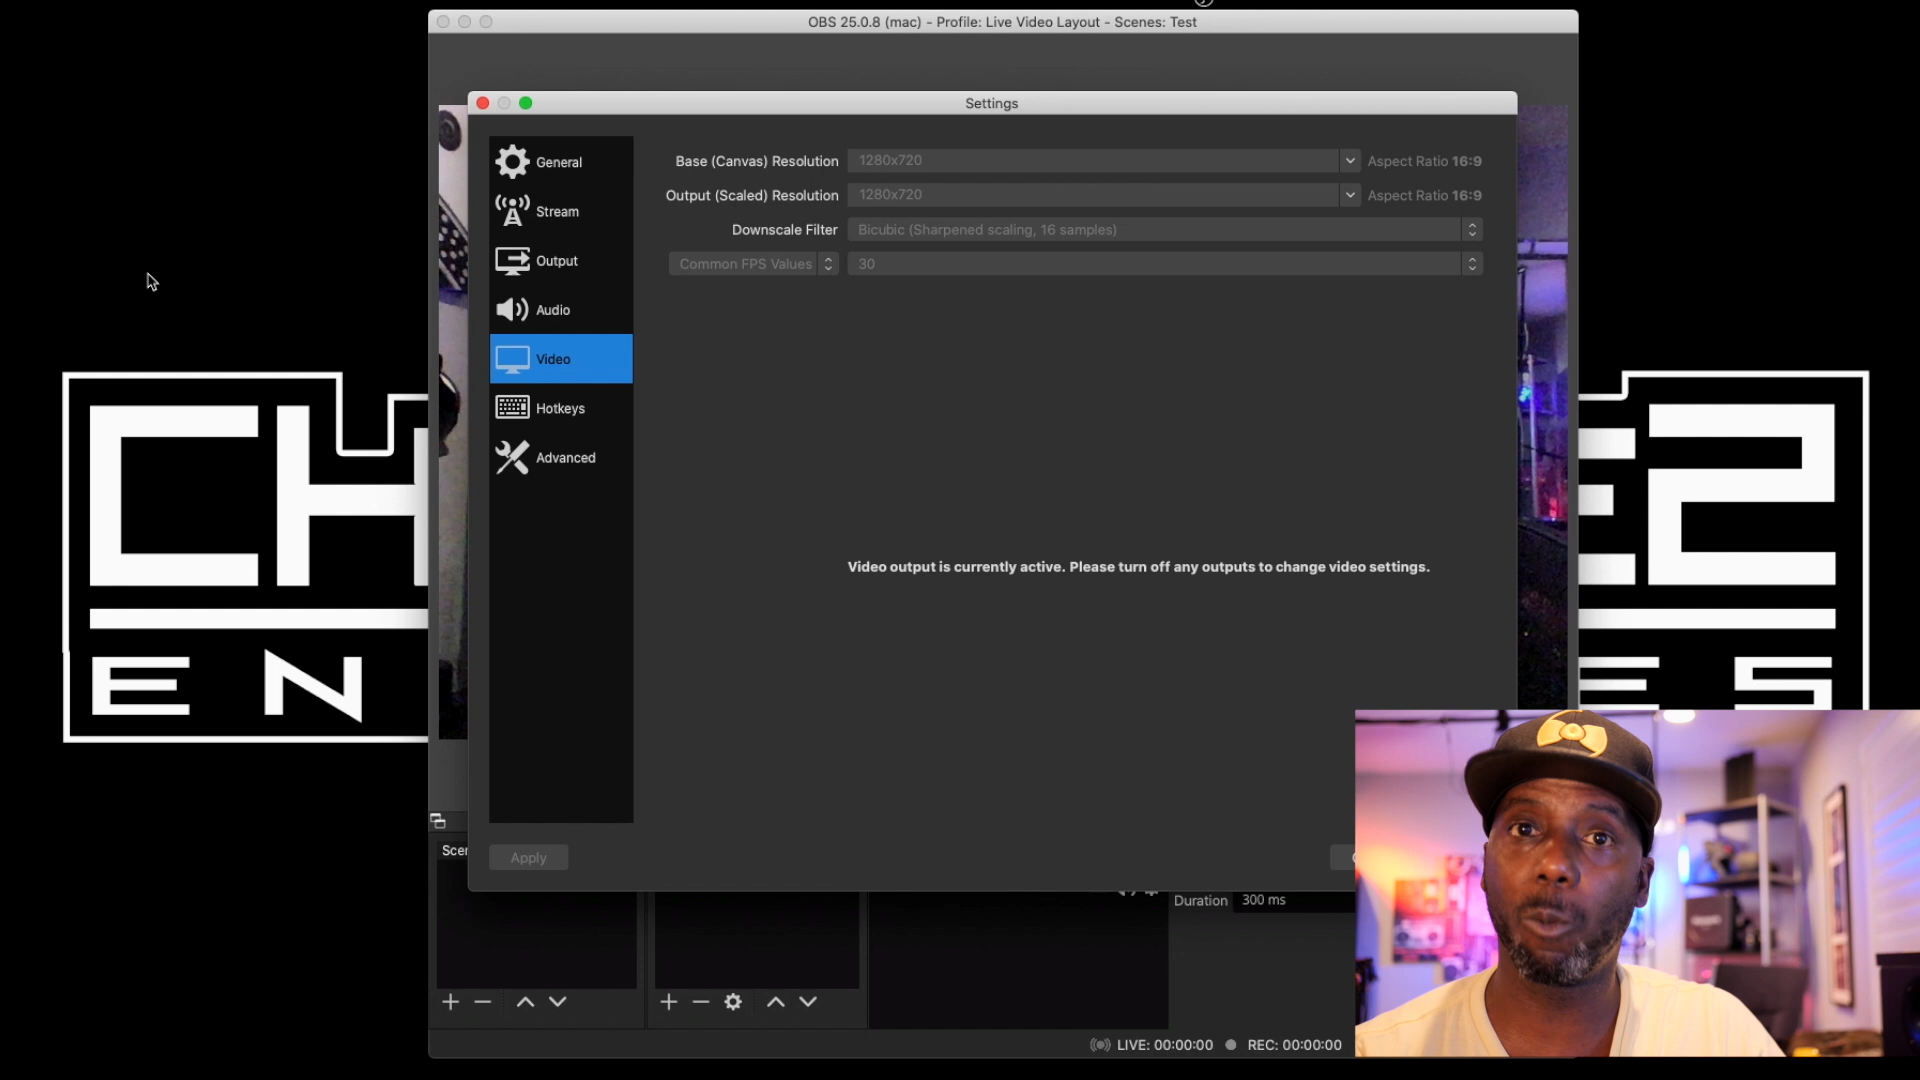 OBS 25.0.8 (mac) - Profile: Live Video Layout - Scenes: Test
Settings
General
Stream
Output
Audio
Video
Hotkeys
Advanced
Base (Canvas) Resolution 1280x720 Aspect Ratio 16:9
Output (Scaled) Resolution 1280x720 Aspect Ratio 16:9
Downscale Filter Bicubic (Sharpened scaling, 16 samples)
Common FPS Values 30
Video output is currently active. Please turn off any outputs to change video settings.
Apply
Duration 300 ms
LIVE: 00:00:00 REC: 00:00:00